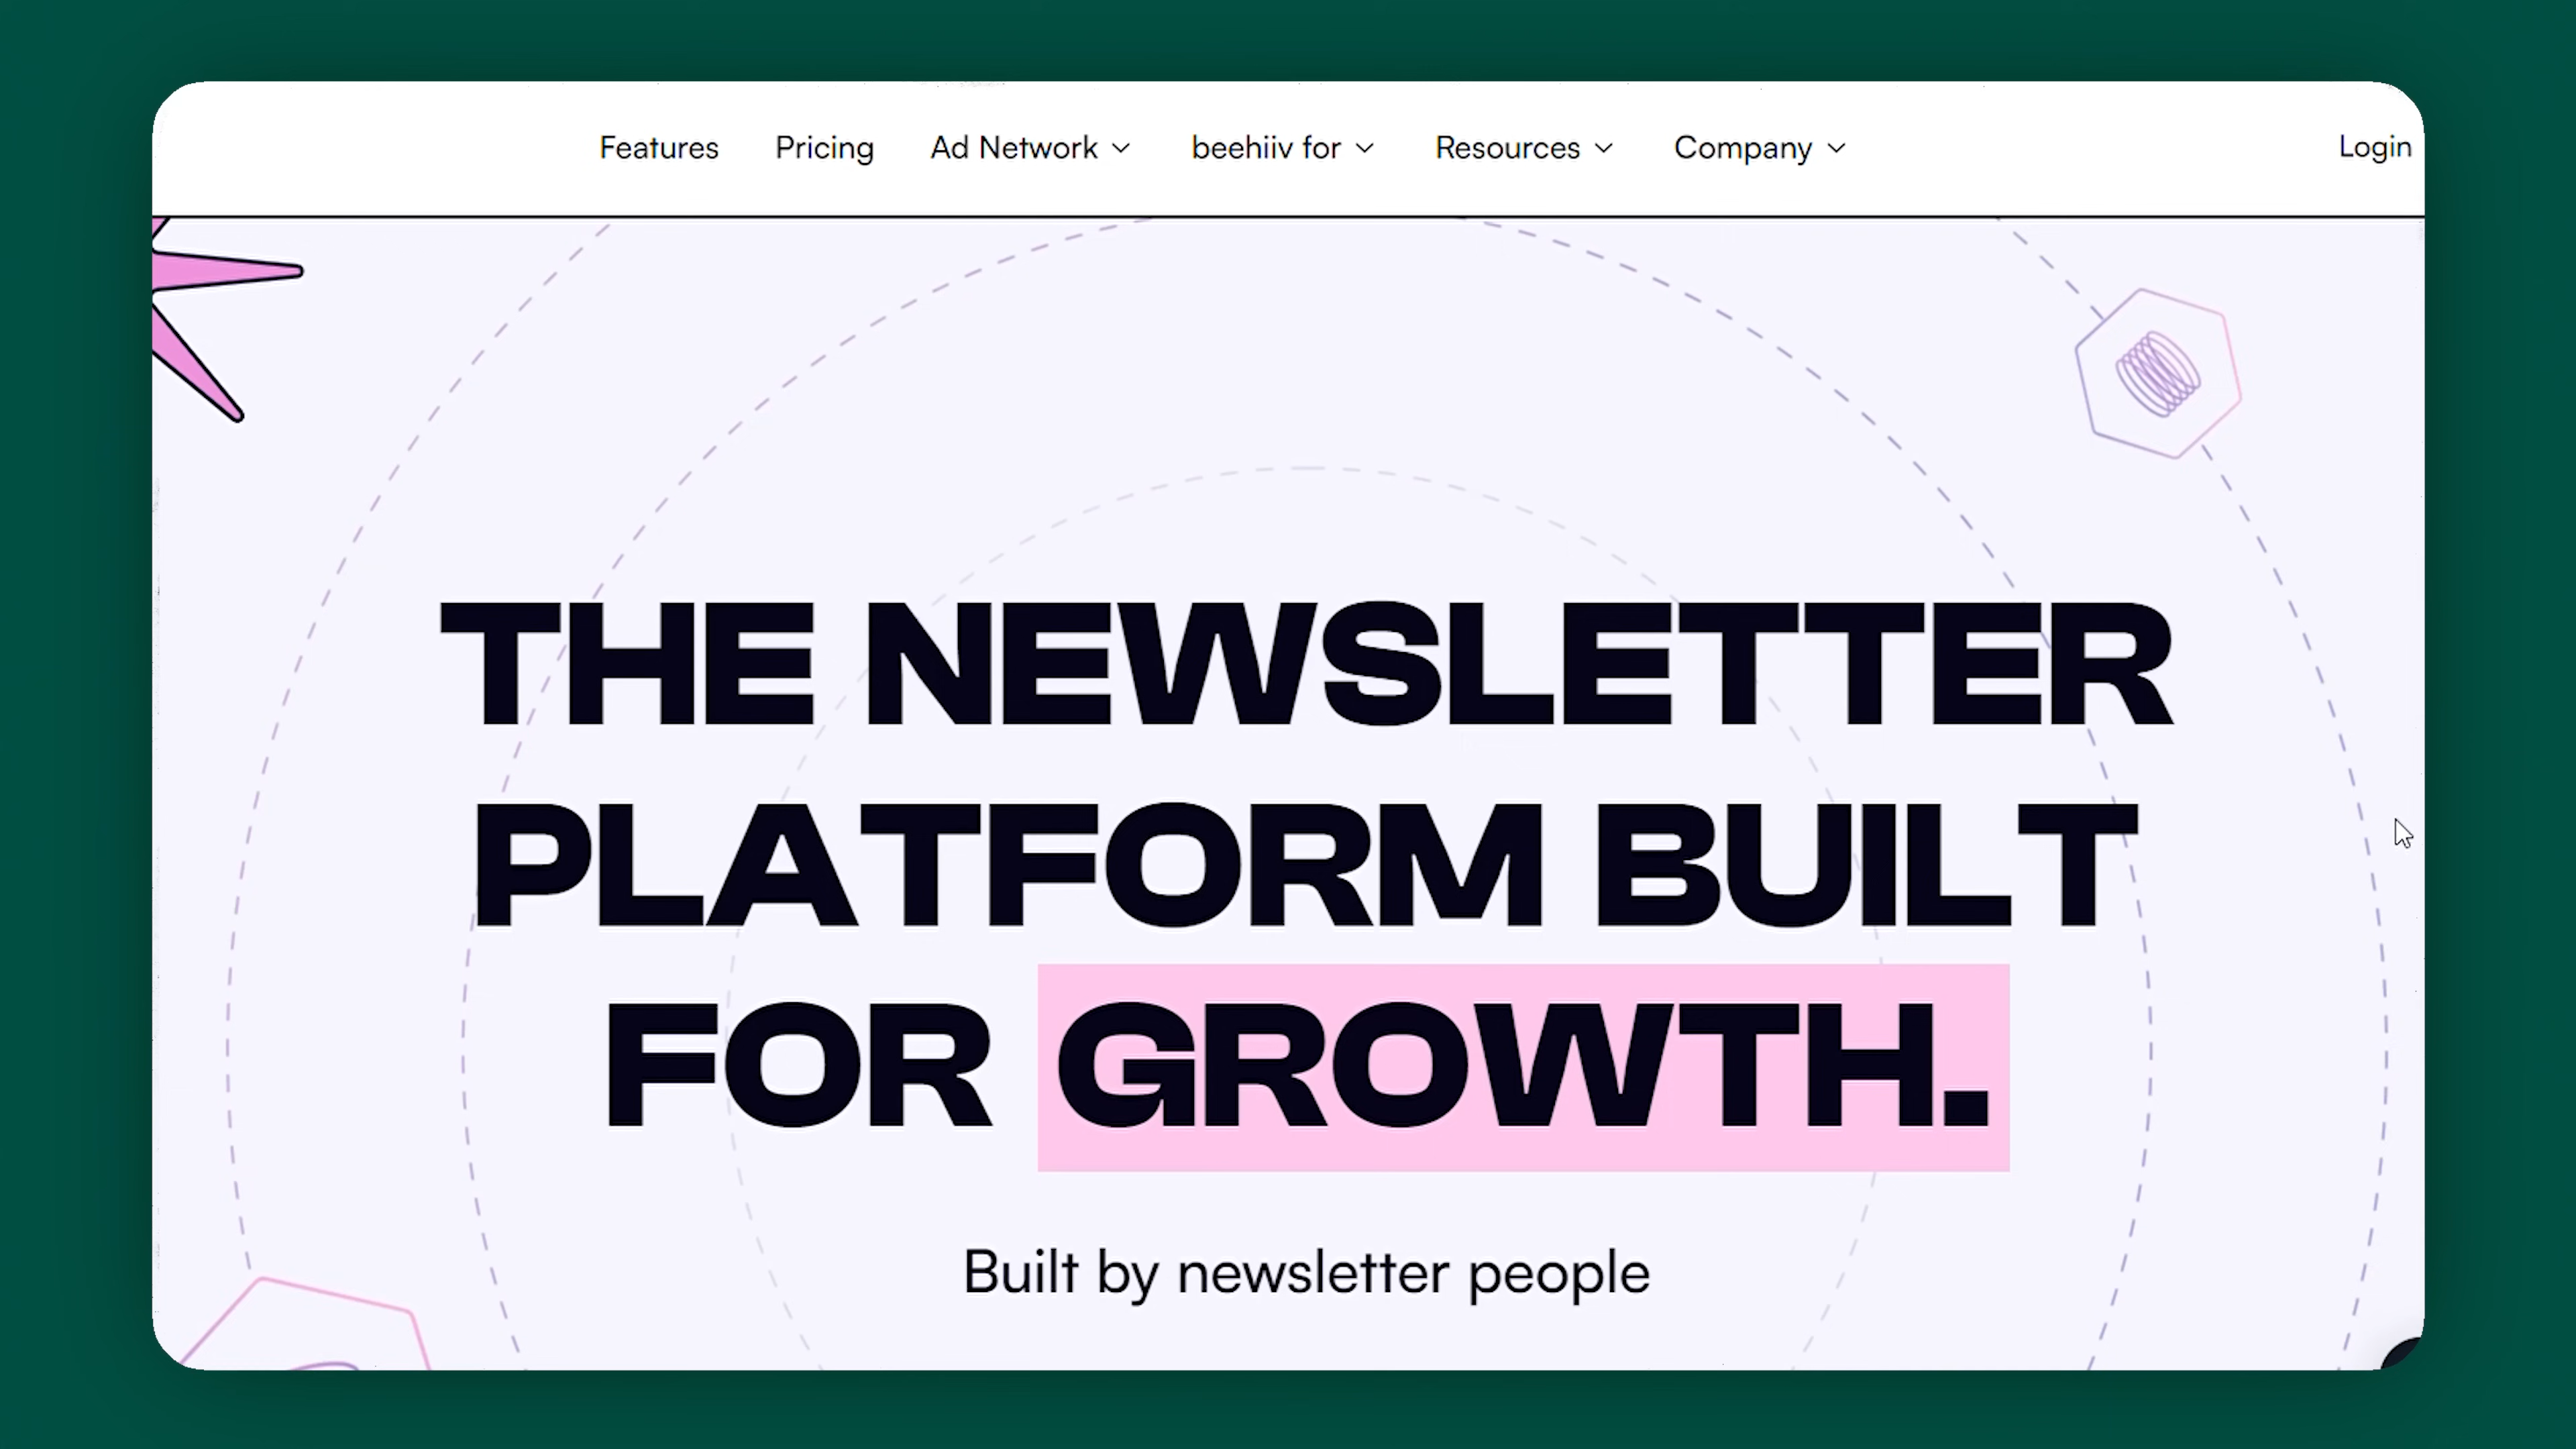 Features Pricing Ad Network beehiiv for Resources Company Login
THE NEWSLETTER
PLATFORM BUILT
FOR GROWTH.
Built by newsletter people